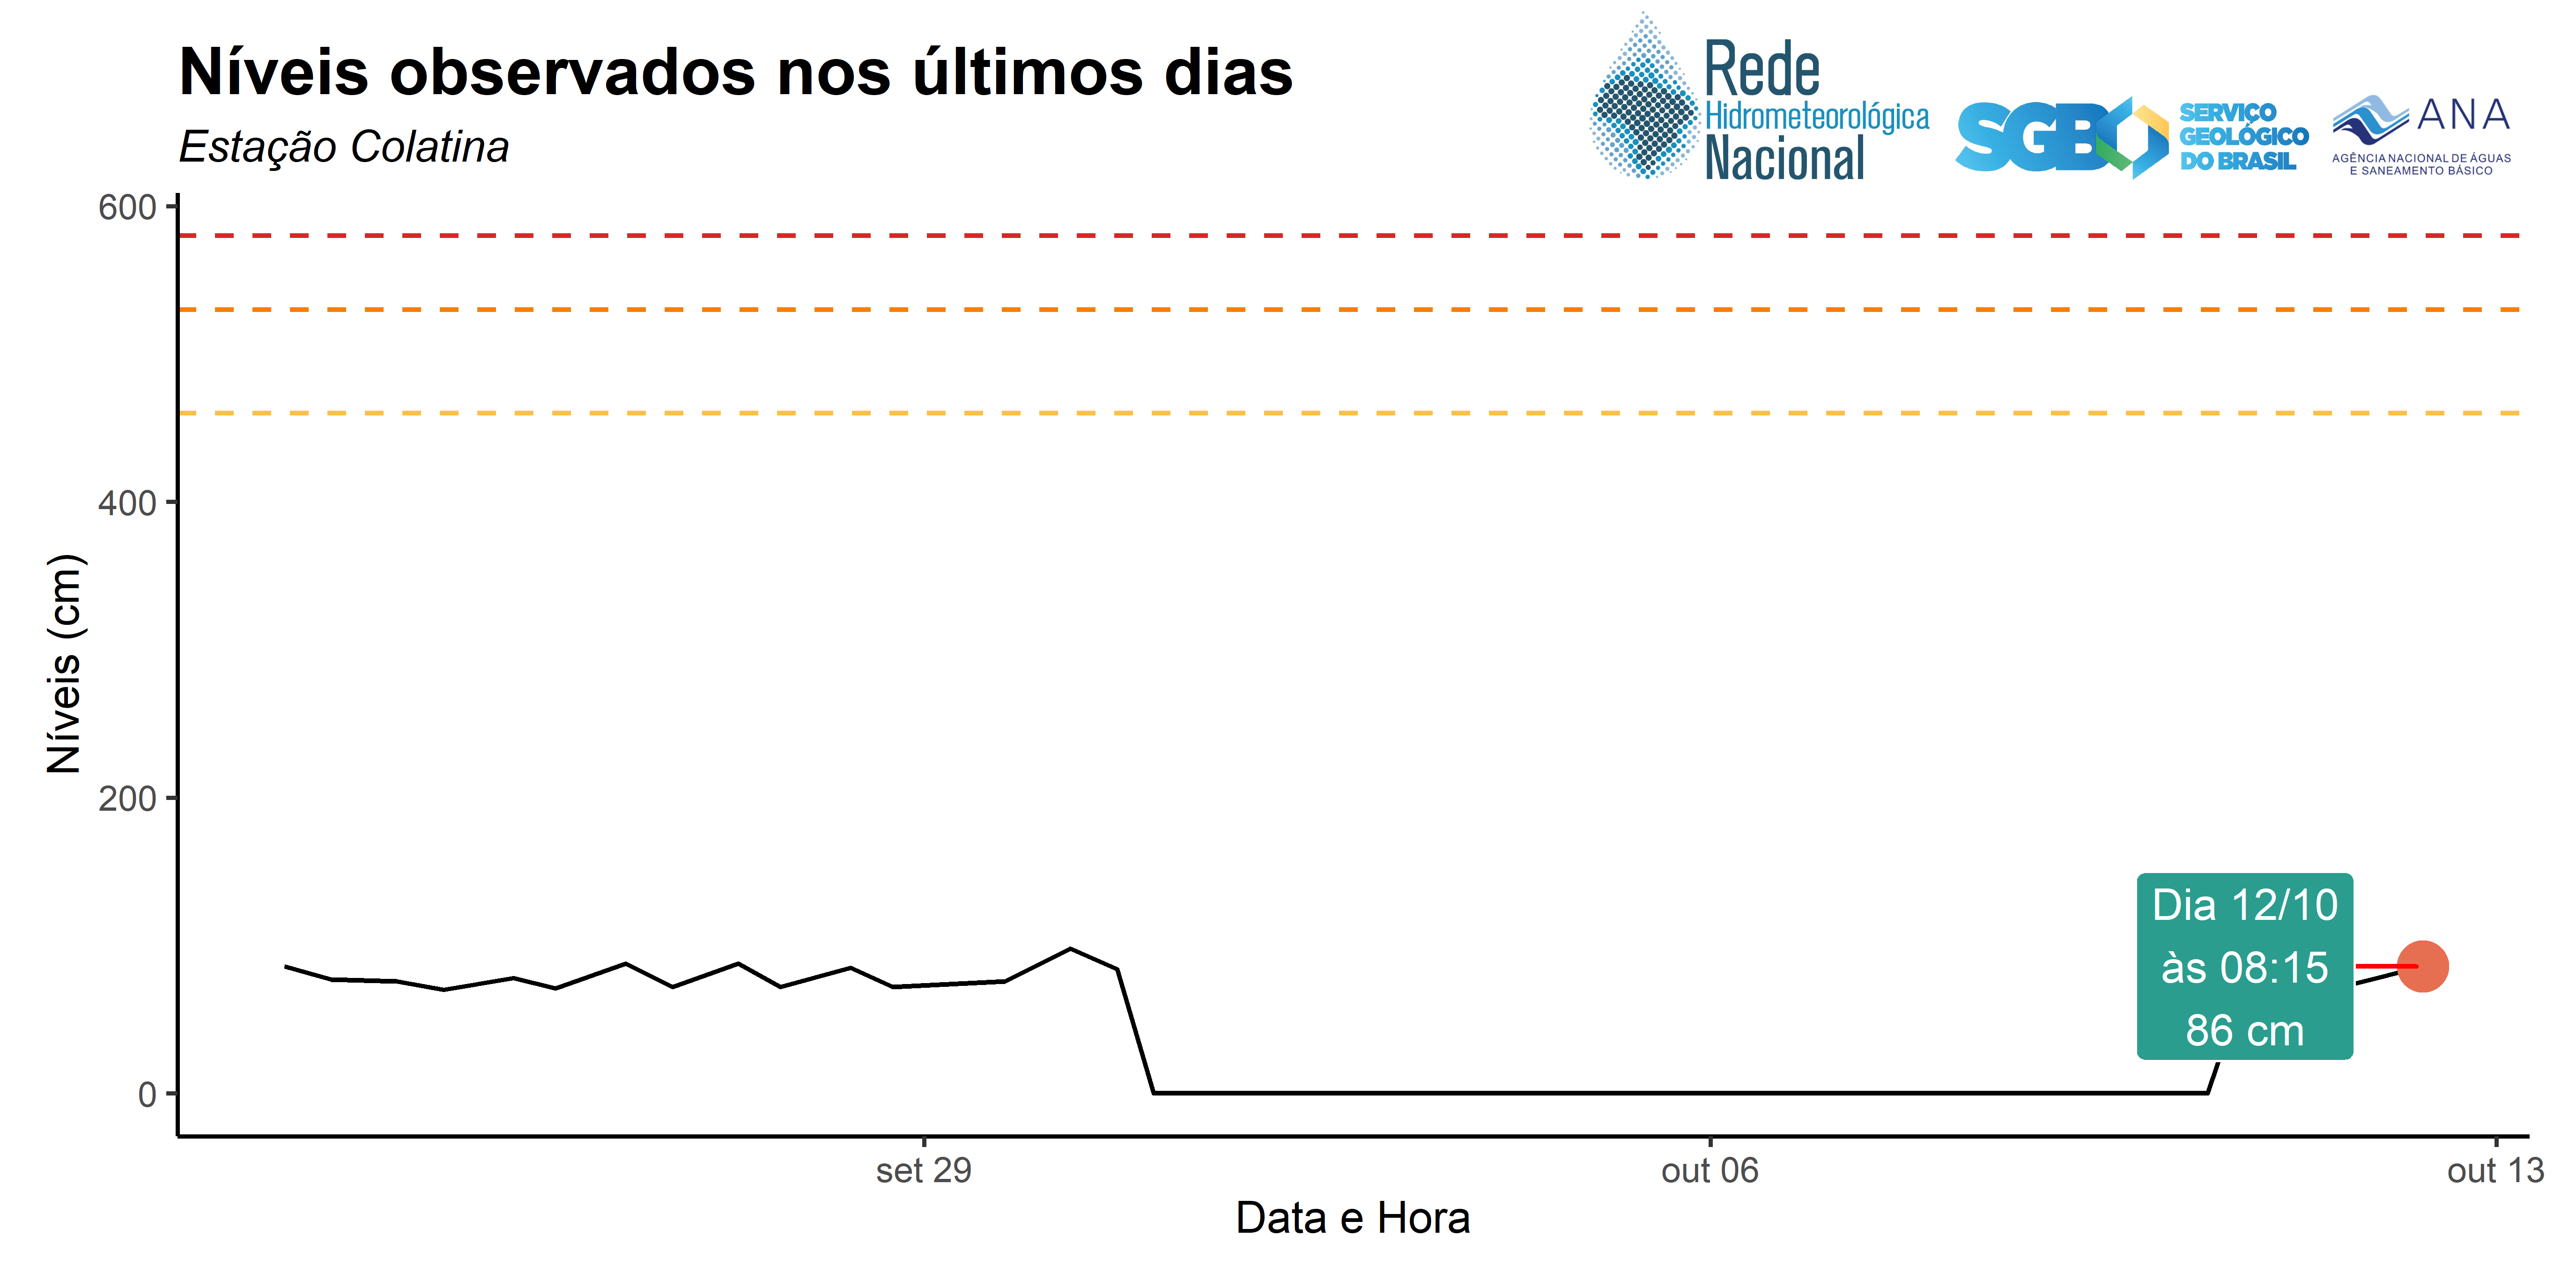 Níveis observados nos últimos dias
Estação Colatina
Rede
Hidrometeorológica
Nacional
SGB
SERVIÇO
GEOLÓGICO
DO BRASIL
ANA
AGÊNCIA NACIONAL DE ÁGUAS
E SANEAMENTO BÁSICO
600
400
200
0
Níveis (cm)
Dia 12/10
às 08:15
86 cm
set 29
out 06
out 13
Data e Hora